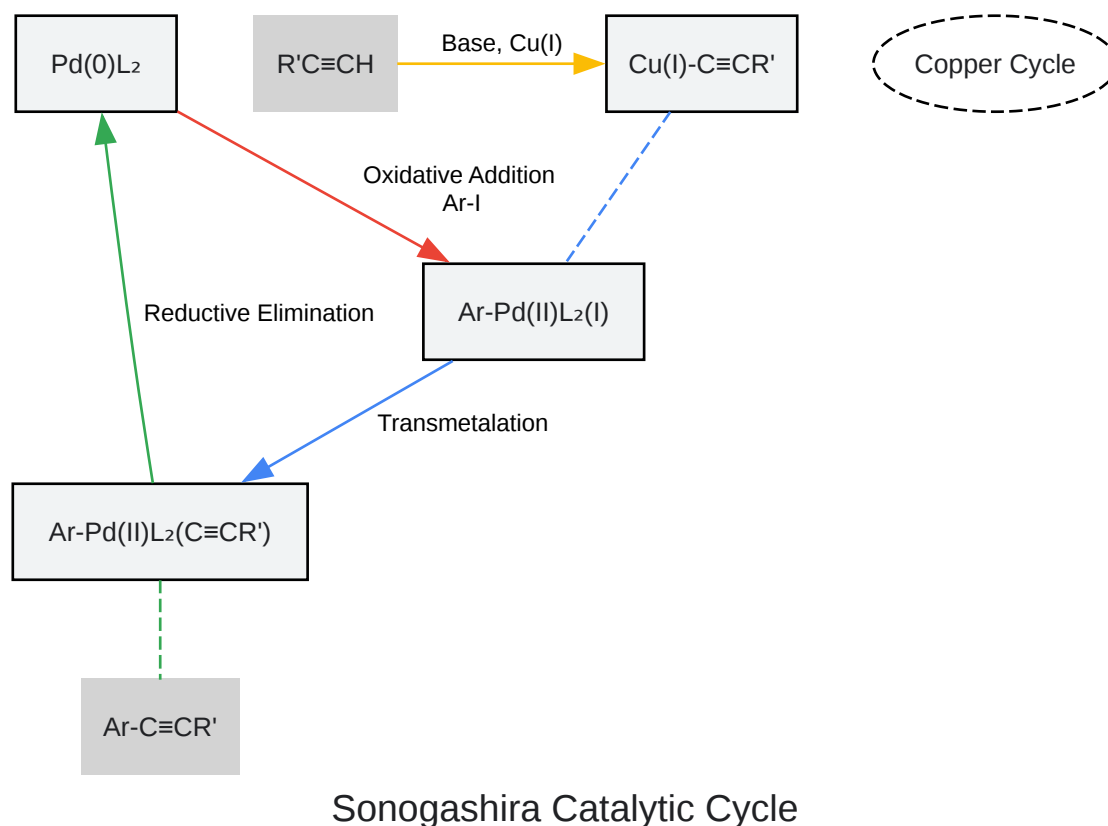 Pd(0)L₂
R'C≡CH
Base, Cu(I)
Cu(I)-C≡CR'
Copper Cycle
Oxidative Addition
Ar-I
Reductive Elimination
Ar-Pd(II)L₂(I)
Transmetalation
Ar-Pd(II)L₂(C≡CR')
Ar-C≡CR'
Sonogashira Catalytic Cycle